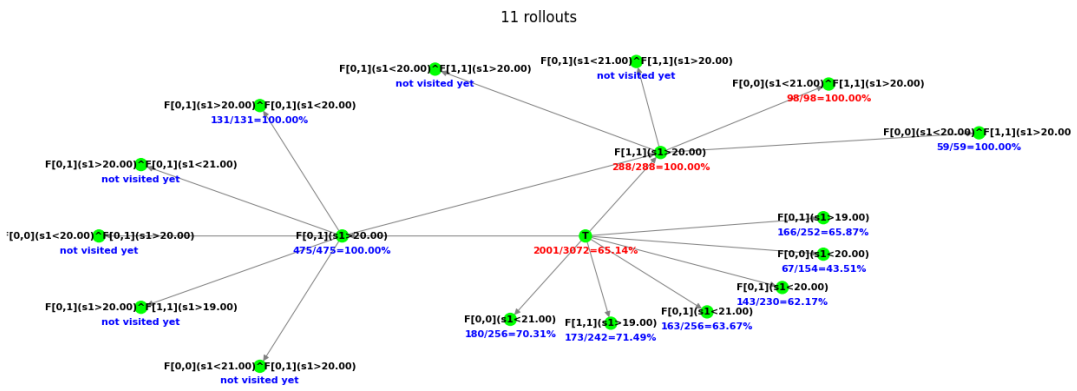 11 rollouts
F[0,1](s1<20.00)^F[1,1](s1>20.00)
not visited yet
F[0,1](s1<21.00)^F[1,1](s1>20.00)
not visited yet
F[0,0](s1<21.00)^F[1,1](s1>20.00)
98/98=100.00%
F[0,1](s1>20.00)^F[0,1](s1<20.00)
131/131=100.00%
F[0,0](s1<20.00)^F[1,1](s1>20.00
59/59=100.00%
F[1,1](s1>20.00)
288/288=100.00%
F[0,1](s1>20.00)^F[0,1](s1<21.00)
not visited yet
F[0,1](s1>19.00)
166/252=65.87%
F[0,0](s1<20.00)^F[0,1](s1>20.00)
not visited yet
F[0,1](s1>20.00)
475/475=100.00%
T
2001/3072=65.14%
F[0,0](s1<20.00)
67/154=43.51%
F[0,1](s1<20.00)
143/230=62.17%
F[0,1](s1>20.00)^F[1,1](s1>19.00)
not visited yet
F[0,0](s1<21.00)
180/256=70.31%
F[1,1](s1>19.00)
173/242=71.49%
F[0,1](s1<21.00)
163/256=63.67%
F[0,0](s1<21.00)^F[0,1](s1>20.00)
not visited yet